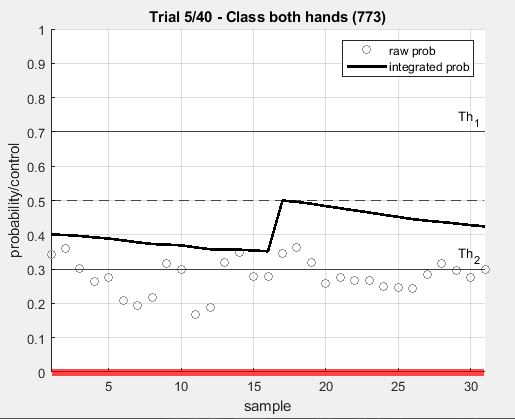 Trial 5/40 - Class both hands (773)
1
0.9
0.8
0.7
0.6
0.5
0.4
0.3
0.2
0.1
0
probability/control
raw prob
integrated prob
Th1
Th2
5
10
15
20
25
30
sample